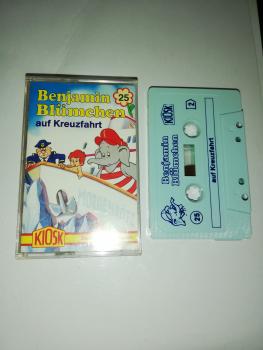 Benjamin
Blümchen
25
auf Kreuzfahrt
KIOSK
KIOSK
2
Benjamin
Blümchen
auf Kreuzfahrt
25